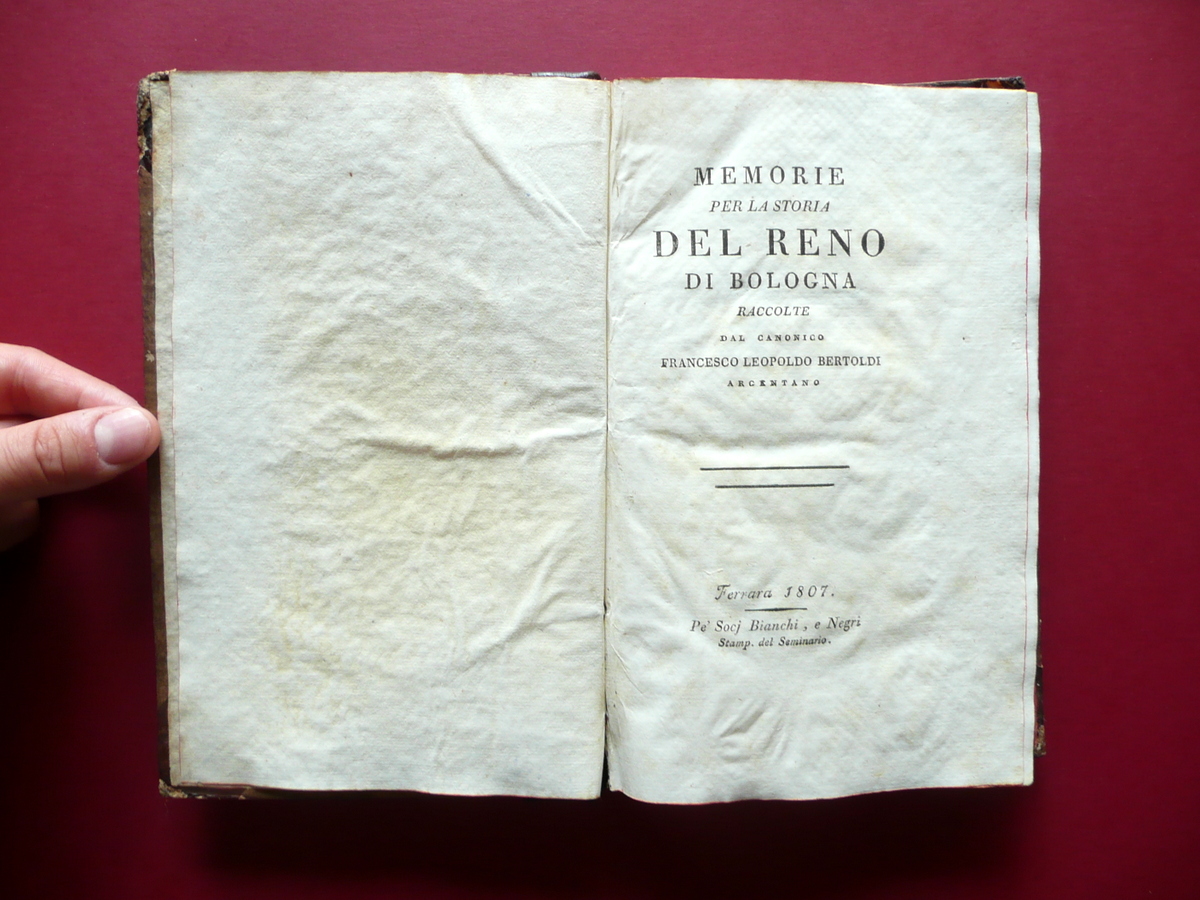 MEMORIE
PER LA STORIA
DEL RENO
DI BOLOGNA
RACCOLTE
DAL CANONICO
FRANCESCO LEOPOLDO BERTOLDI
ARGENTANO
Ferrara 1807.
Pe' Socj Bianchi, e Negri
Stamp. del Seminario.